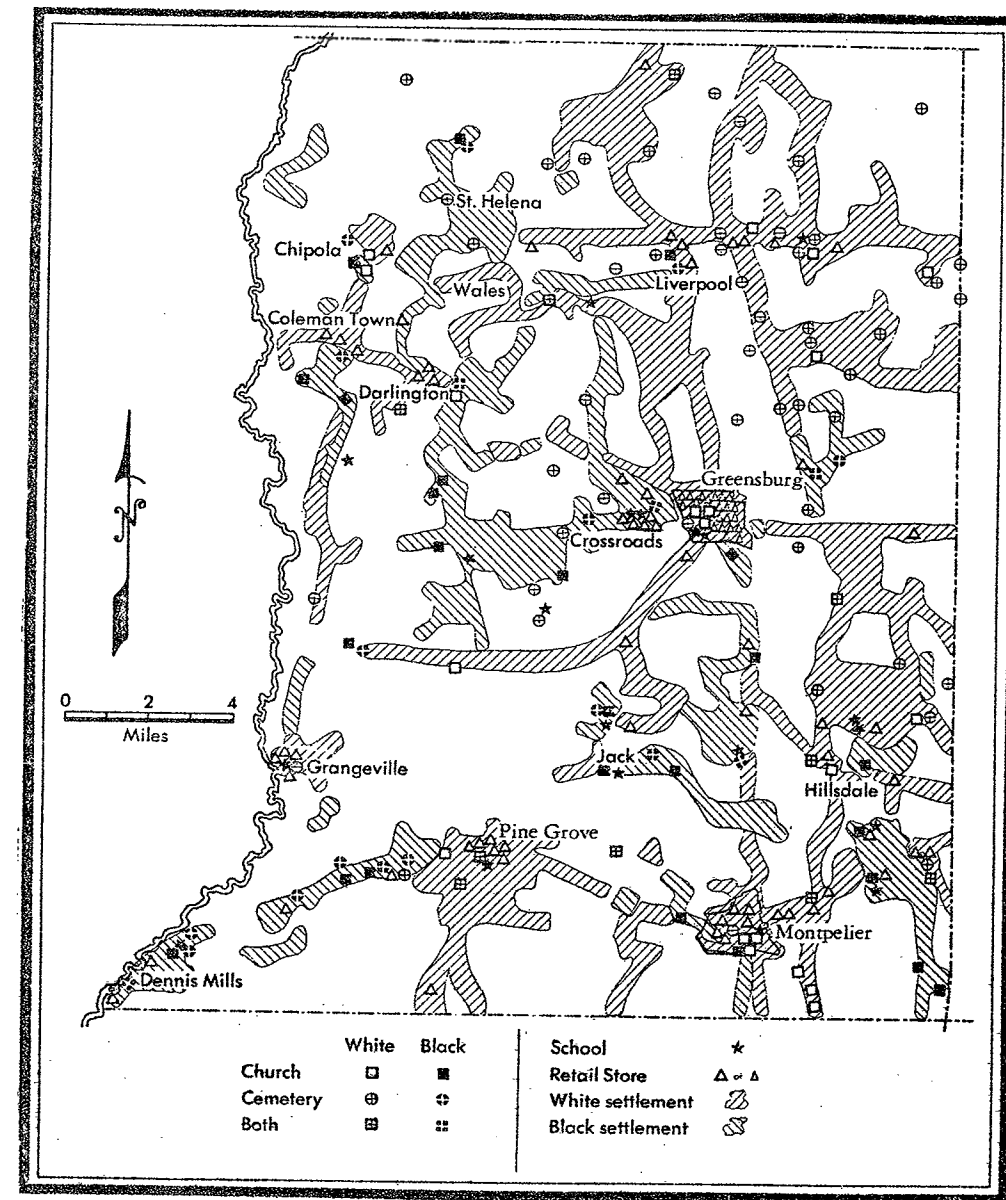 St. Helena
Chipola
Wales
Liverpool
Coleman Town
Darlington
Greensburg
Crossroads
N
0 2 4
Miles
Jack
Grangeville
Hillsdale
Pine Grove
Montpelier
Dennis Mills
White Black
Church
Cemetery
Both
School
Retail Store or
White settlement
Black settlement